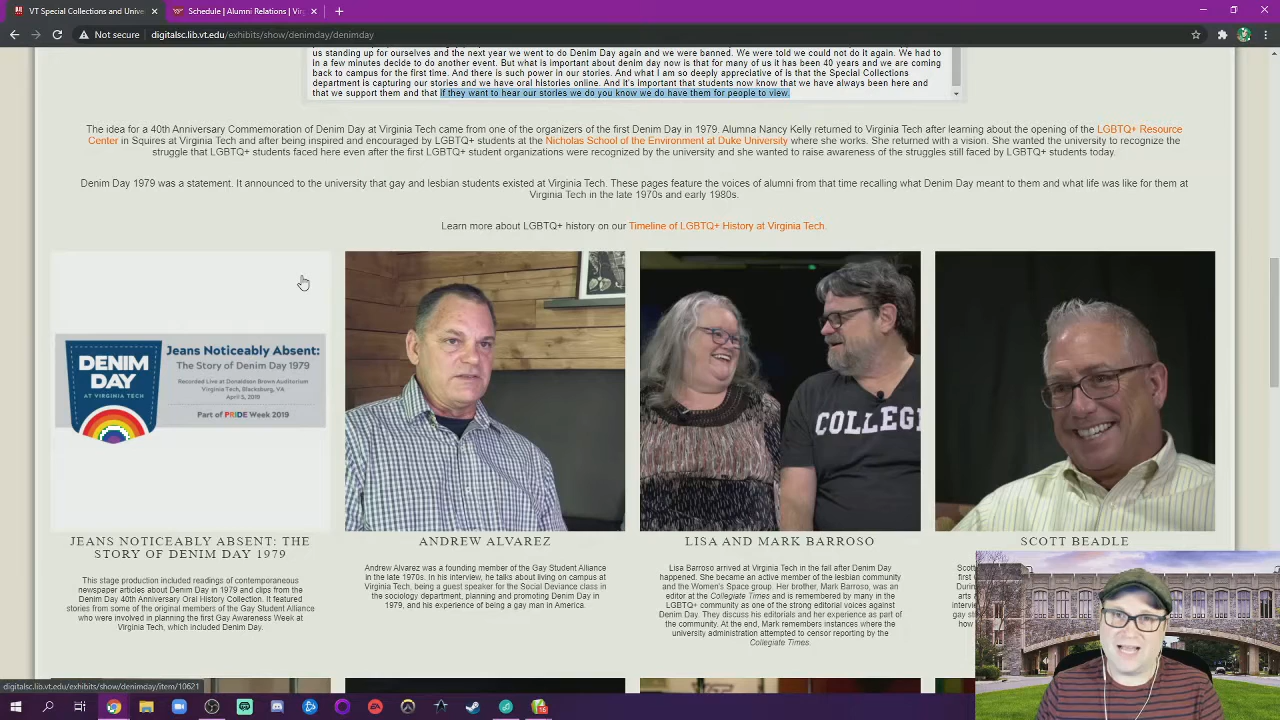 VT Special Collections and Unive
Schedule | Alumni Relations | Virg
Not secure
digitalsc.lib.vt.edu/exhibits/show/denimday/denimday
us standing up for ourselves and the next year we went to do Denim Day again and we were banned. We were told we could not do it again. We had to
in a few minutes decide to do another event. But what is important about denim day now is that for many of us it has been 40 years and we are coming
back to campus for the first time. And there is such power in our stories. And what I am so deeply appreciative of is that the Special Collections
department is capturing our stories and we have oral histories online. And it's important that students now know that we have always been here and
that we support them and that if they want to hear our stories we do you know we do have them for people to view.
The idea for a 40th Anniversary Commemoration of Denim Day at Virginia Tech came from one of the organizers of the first Denim Day in 1979. Alumna Nancy Kelly returned to Virginia Tech after learning about the opening of the LGBTQ+ Resource
Center in Squires at Virginia Tech and after being inspired and encouraged by LGBTQ+ students at the Nicholas School of the Environment at Duke University where she works. She returned with a vision. She wanted the university to recognize the
struggle that LGBTQ+ students faced here even after the first LGBTQ+ student organizations were recognized by the university and she wanted to raise awareness of the struggles still faced by LGBTQ+ students today.
Denim Day 1979 was a statement. It announced to the university that gay and lesbian students existed at Virginia Tech. These pages feature the voices of alumni from that time recalling what Denim Day meant to them and what life was like for them at
Virginia Tech in the late 1970s and early 1980s.
Learn more about LGBTQ+ history on our Timeline of LGBTQ+ History at Virginia Tech.
DENIM
DAY
AT VIRGINIA TECH
Jeans Noticeably Absent:
The Story of Denim Day 1979
Recorded Live at Donaldson Brown Auditorium
Virginia Tech, Blacksburg, VA
April 5, 2019
Part of PRIDE Week 2019
COLLEG
JEANS NOTICEABLY ABSENT: THE
STORY OF DENIM DAY 1979
This stage production included readings of contemporaneous
newspaper articles about Denim Day in 1979 and clips from the
Denim Day 40th Anniversary Oral History Collection. It featured
stories from some of the original members of the Gay Student Alliance
who were involved in planning the first Gay Awareness Week at
Virginia Tech, which included Denim Day.
ANDREW ALVAREZ
Andrew Alvarez was a founding member of the Gay Student Alliance
in the late 1970s. In his interview, he talks about living on campus at
Virginia Tech, being a guest speaker for the Social Deviance class in
the sociology department, planning and promoting Denim Day in
1979, and his experience of being a gay man in America.
LISA AND MARK BARROSO
Lisa Barroso arrived at Virginia Tech in the fall after Denim Day
happened. She became an active member of the lesbian community
and the Women's Space group. Her brother, Mark Barroso, was an
editor at the Collegiate Times and is remembered by many in the
LGBTQ+ community as one of the strong editorial voices against
Denim Day. They discuss his editorials and her experience as part of
the community. At the end, Mark remembers instances where the
university administration attempted to censor reporting by the
Collegiate Times.
SCOTT BEADLE
digitalsc.lib.vt.edu/exhibits/show/denimday/item/10621